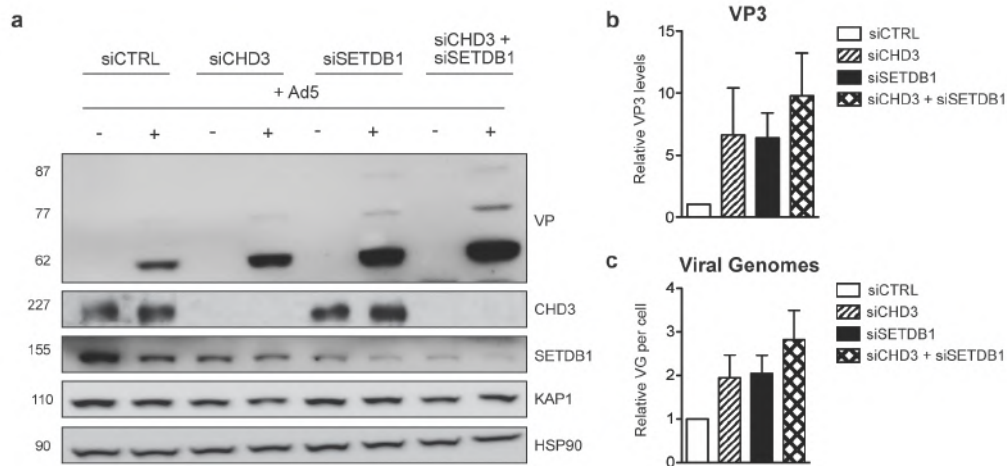 a
siCTRL siCHD3 siSETDB1 siCHD3 +
siSETDB1
+ Ad5
- + - + - + - +
87
77
62
VP
227
CHD3
155
SETDB1
110
KAP1
90
HSP90
b
VP3
Relative VP3 levels
15
10
5
0
siCTRL
siCHD3
siSETDB1
siCHD3 + siSETDB1
c
Viral Genomes
Relative VG per cell
4
3
2
1
0
siCTRL
siCHD3
siSETDB1
siCHD3 + siSETDB1